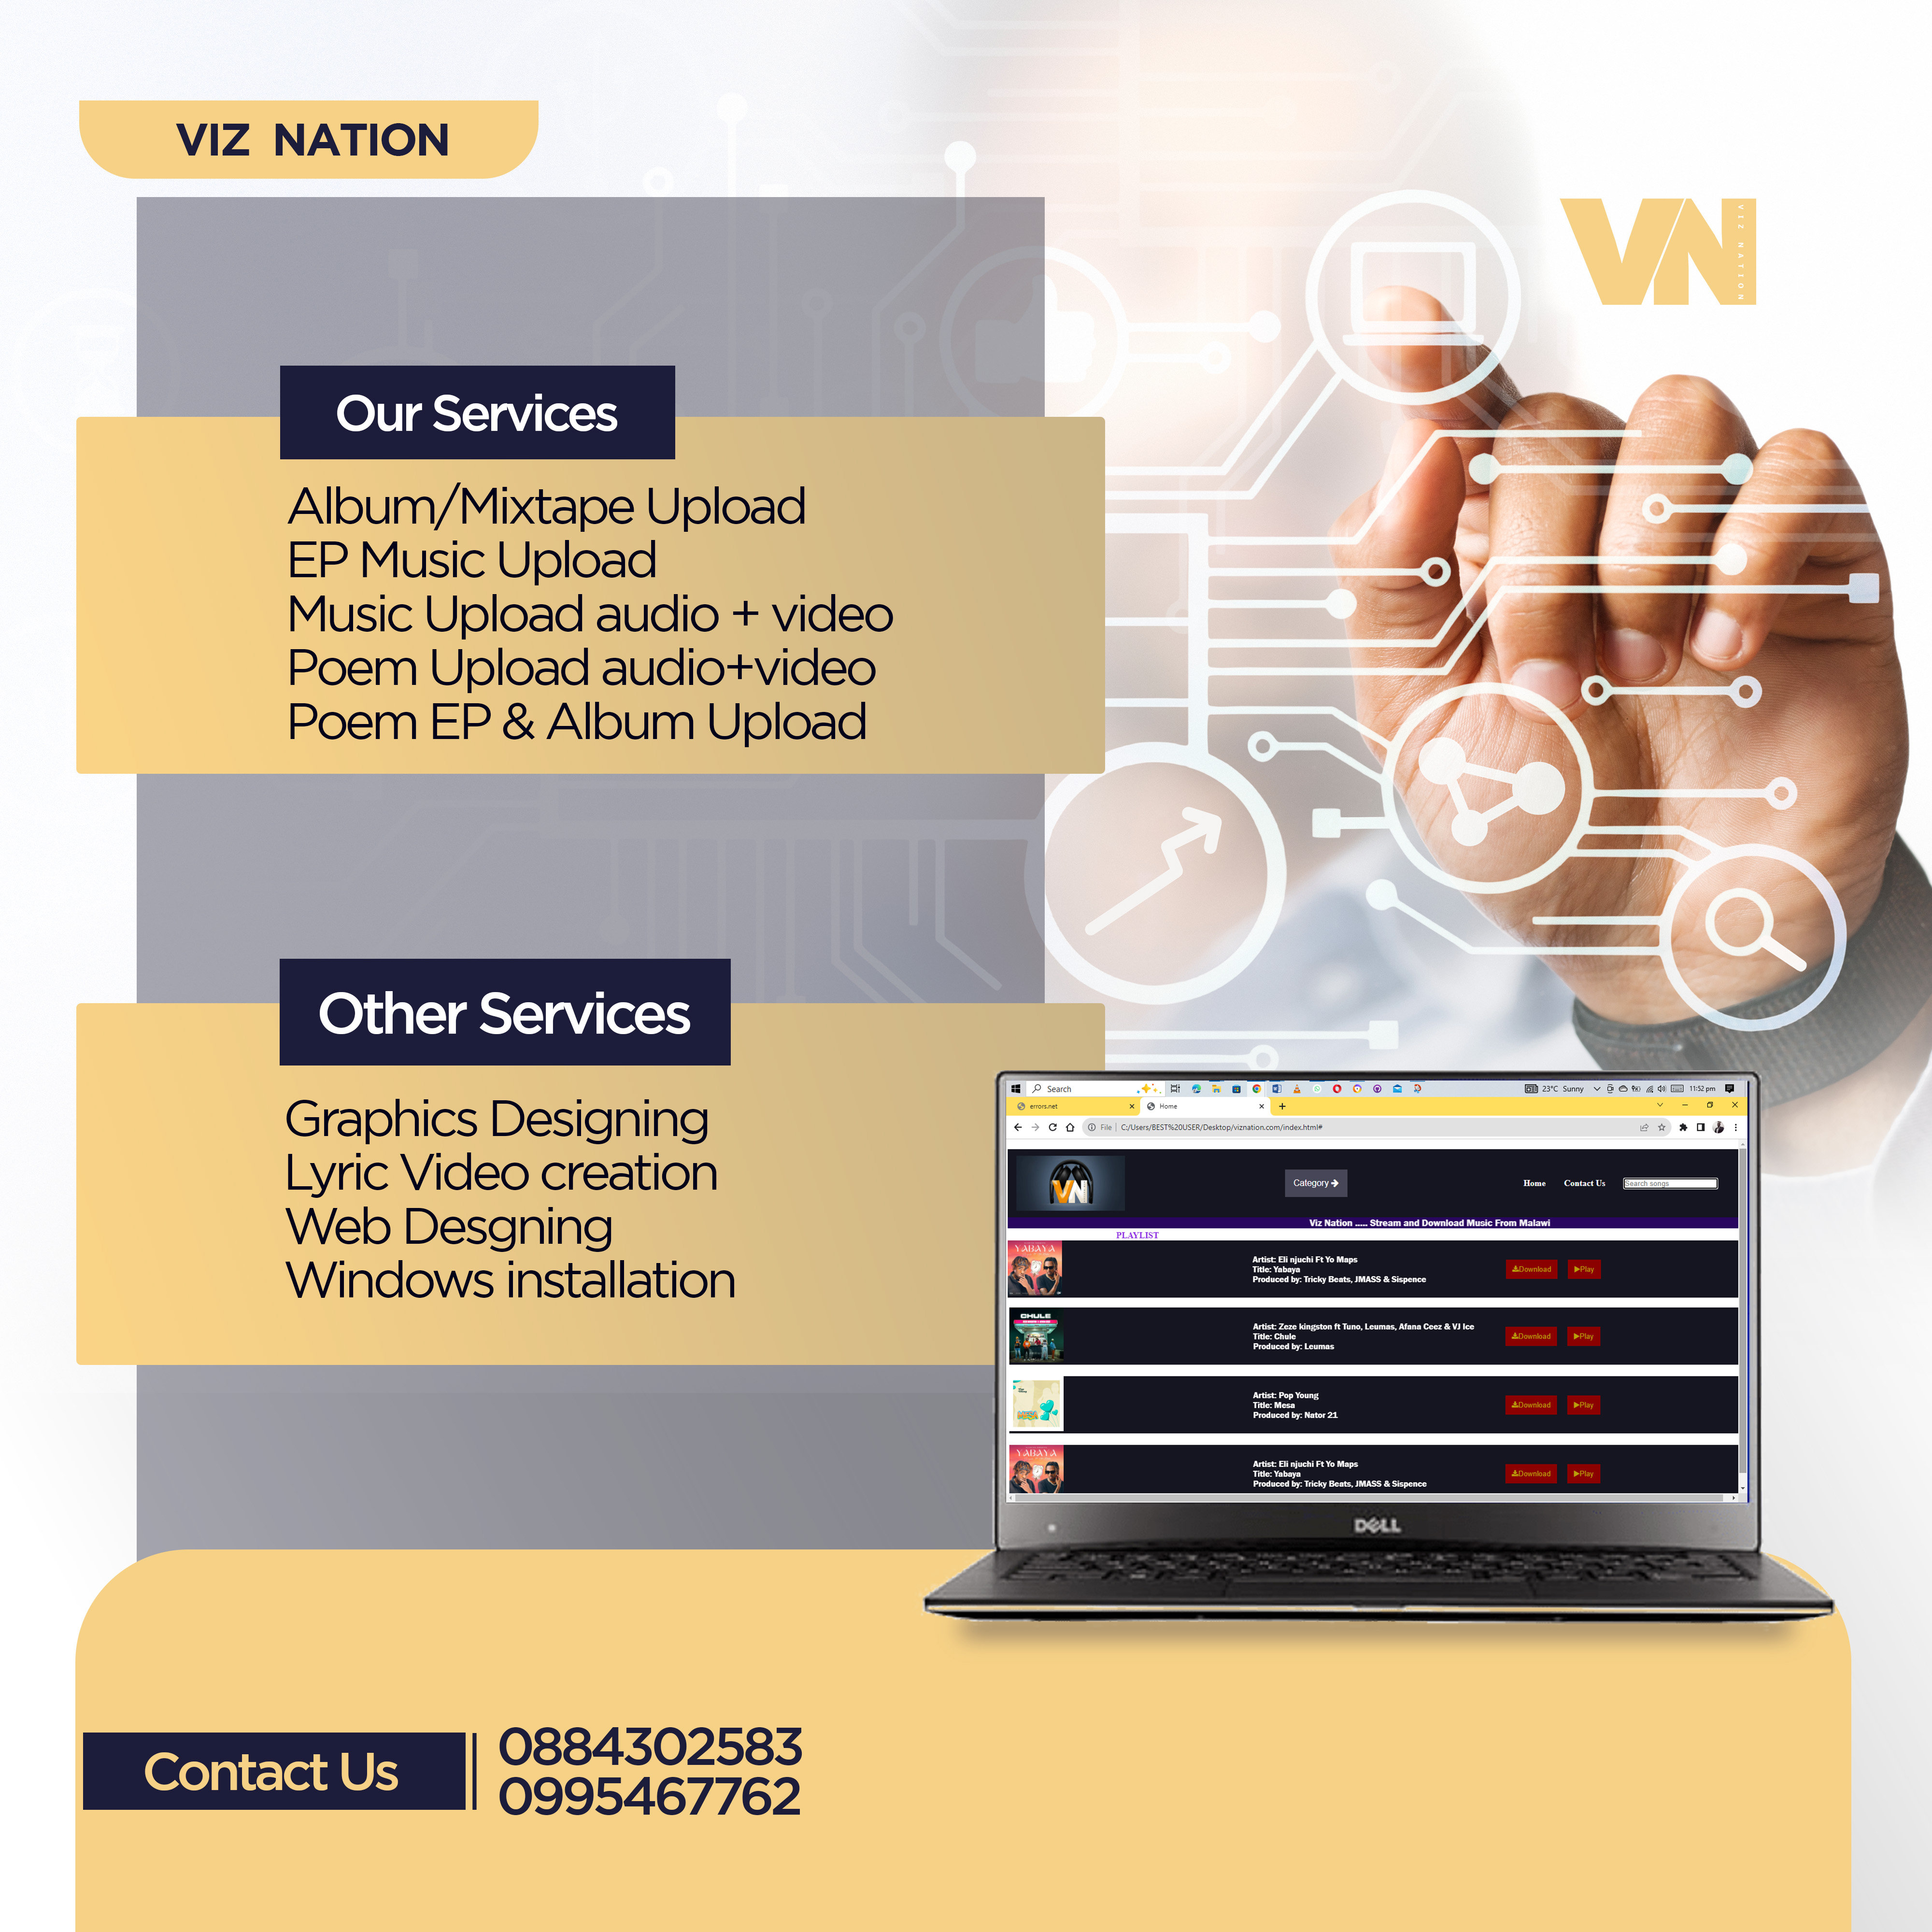 VIZ NATION
VN
VIZ NATION
Our Services
Album/Mixtape Upload
EP Music Upload
Music Upload audio + video
Poem Upload audio+video
Poem EP & Album Upload
Other Services
Graphics Designing
Lyric Video creation
Web Desgning
Windows installation
Search
23°C Sunny
11:52 pm
errors.net
Home
File
C:/Users/BEST%20USER/Desktop/viznation.com/index.html#
VN
Category
Home
Contact Us
Search songs
Viz Nation ..... Stream and Download Music From Malawi
PLAYLIST
YABAYA
Artist: Eli njuchi Ft Yo Maps
Title: Yabaya
Produced by: Tricky Beats, JMASS & Sispence
Download
Play
CHULE
Artist: Zeze kingston ft Tuno, Leumas, Afana Ceez & VJ Ice
Title: Chule
Produced by: Leumas
Download
Play
Artist: Pop Young
Title: Mesa
Produced by: Nator 21
Download
Play
YABAYA
Artist: Eli njuchi Ft Yo Maps
Title: Yabaya
Produced by: Tricky Beats, JMASS & Sispence
Download
Play
DELL
Contact Us
0884302583
0995467762